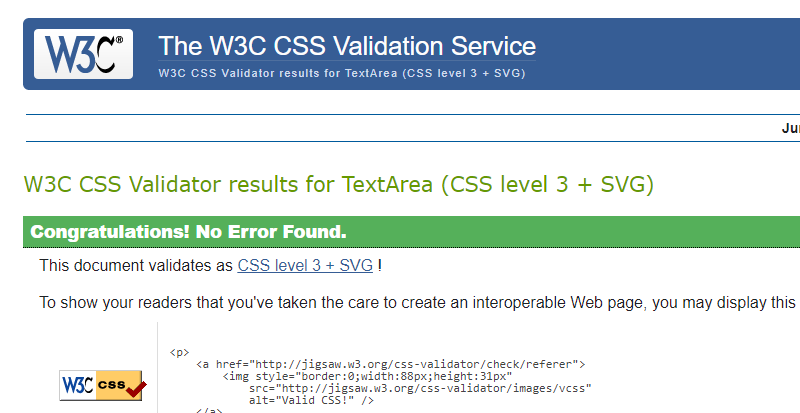 W3C®
The W3C CSS Validation Service
W3C CSS Validator results for TextArea (CSS level 3 + SVG)
W3C CSS Validator results for TextArea (CSS level 3 + SVG)
Congratulations! No Error Found.
This document validates as CSS level 3 + SVG !
To show your readers that you've taken the care to create an interoperable Web page, you may display this
W3C css
<p>
<a href="http://jigsaw.w3.org/css-validator/check/referer">
<img style="border:0;width:88px;height:31px"
src="http://jigsaw.w3.org/css-validator/images/vcss"
alt="Valid CSS!" />
</a>